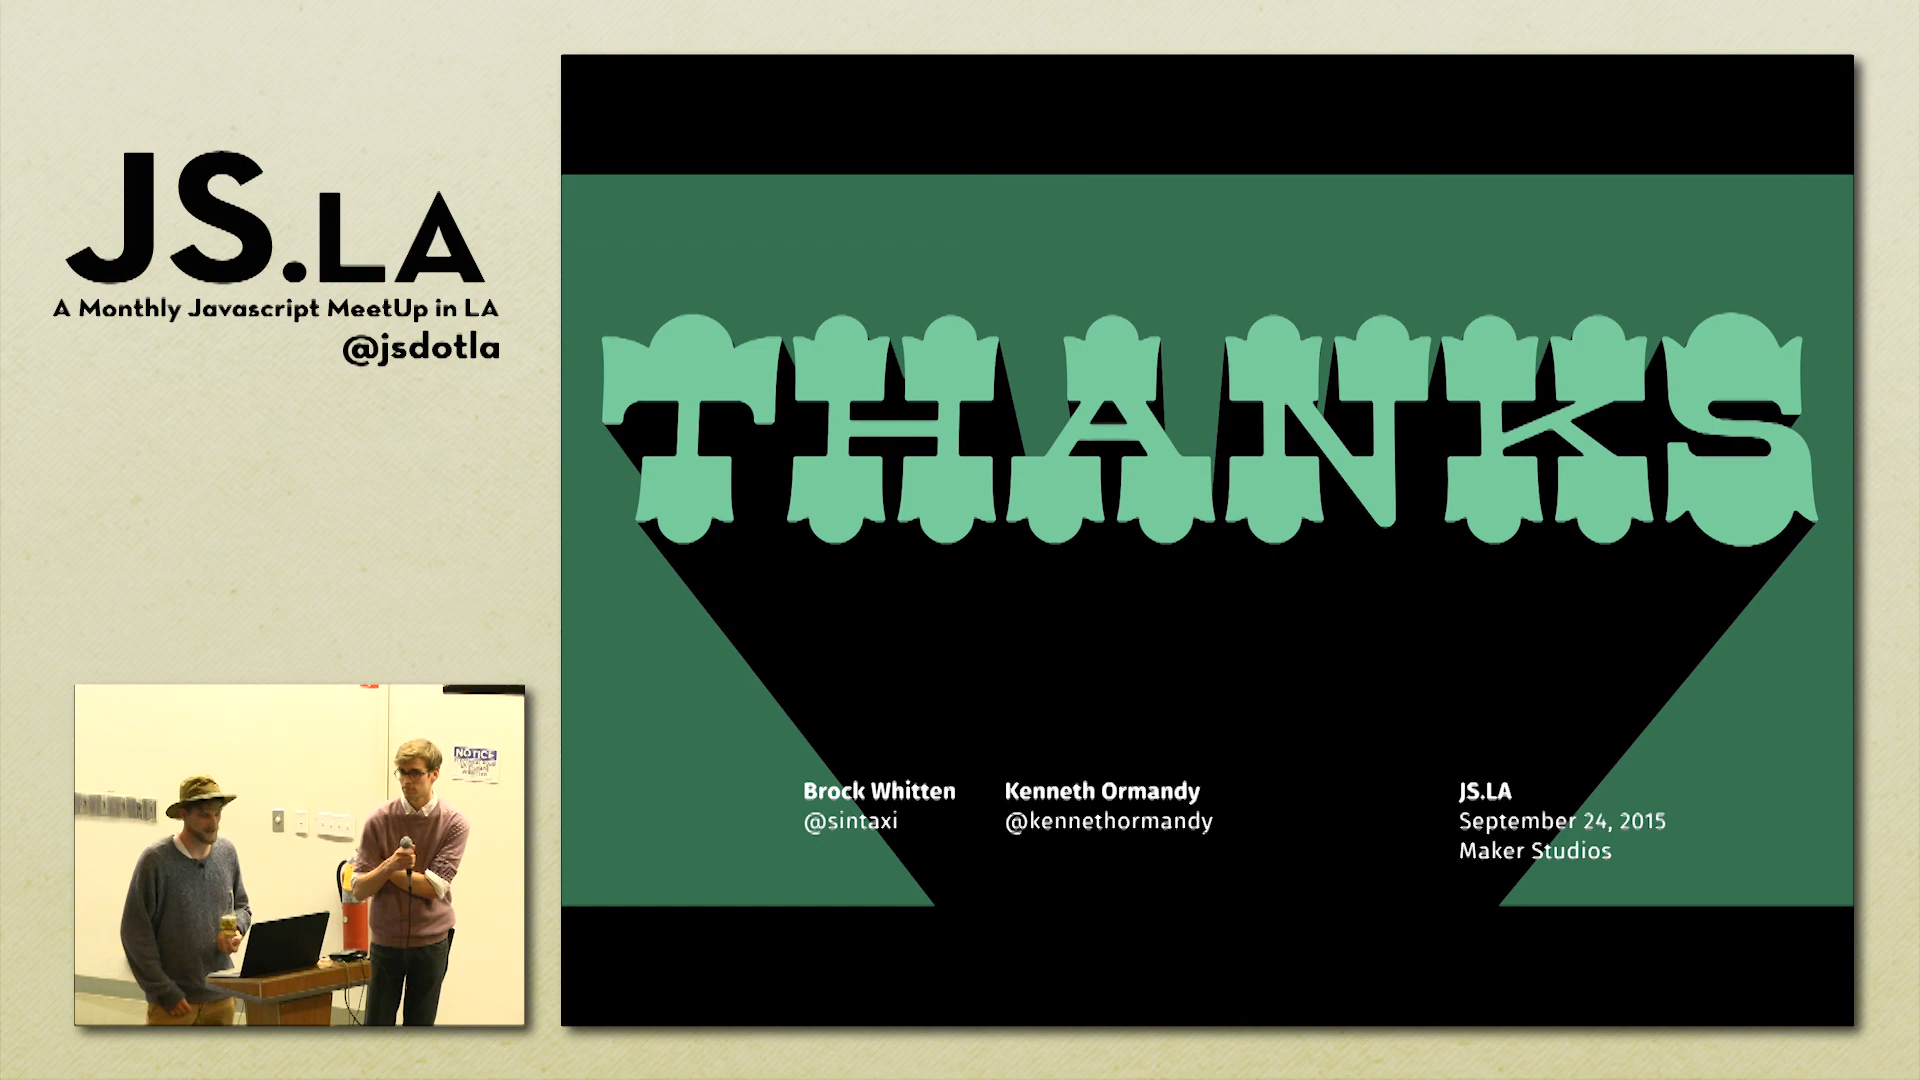 JS.LA
A Monthly Javascript MeetUp in LA
@jsdotla
THANKS
Brock Whitten
@sintaxi
Kenneth Ormandy
@kennethormandy
JS.LA
September 24, 2015
Maker Studios
NOTICE